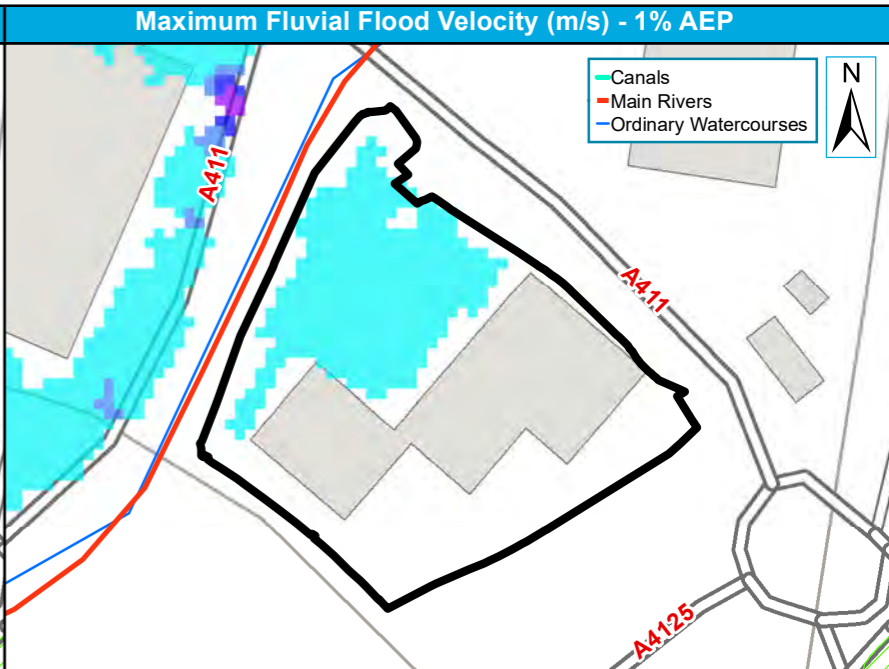 Maximum Fluvial Flood Velocity (m/s) - 1% AEP
Canals
Main Rivers
Ordinary Watercourses
N
A411
A411
A4125